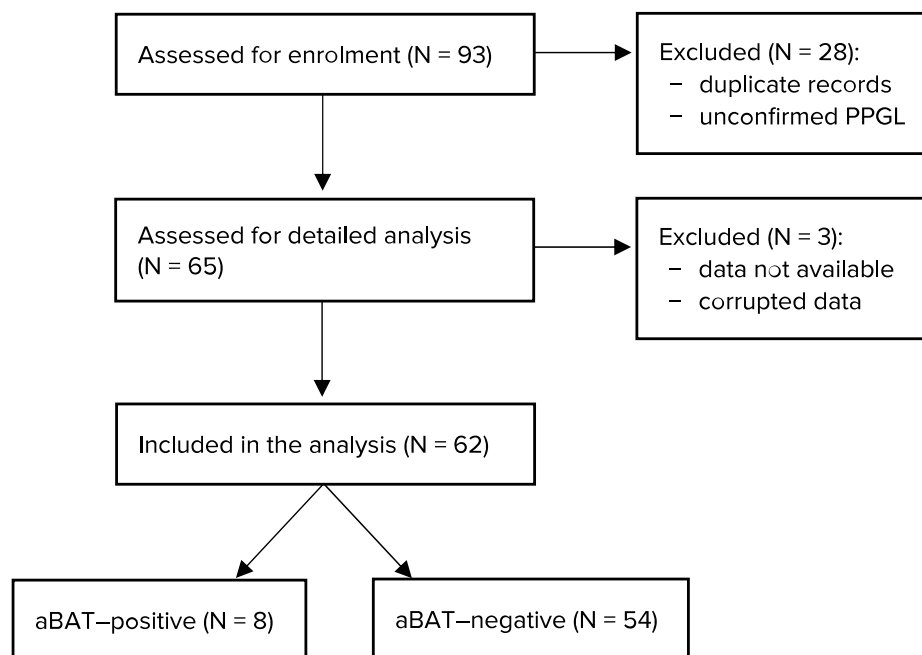 Assessed for enrolment (N = 93)
Excluded (N = 28):
– duplicate records
– unconfirmed PPGL
Assessed for detailed analysis
(N = 65)
Excluded (N = 3):
– data not available
– corrupted data
Included in the analysis (N = 62)
aBAT–positive (N = 8)
aBAT–negative (N = 54)